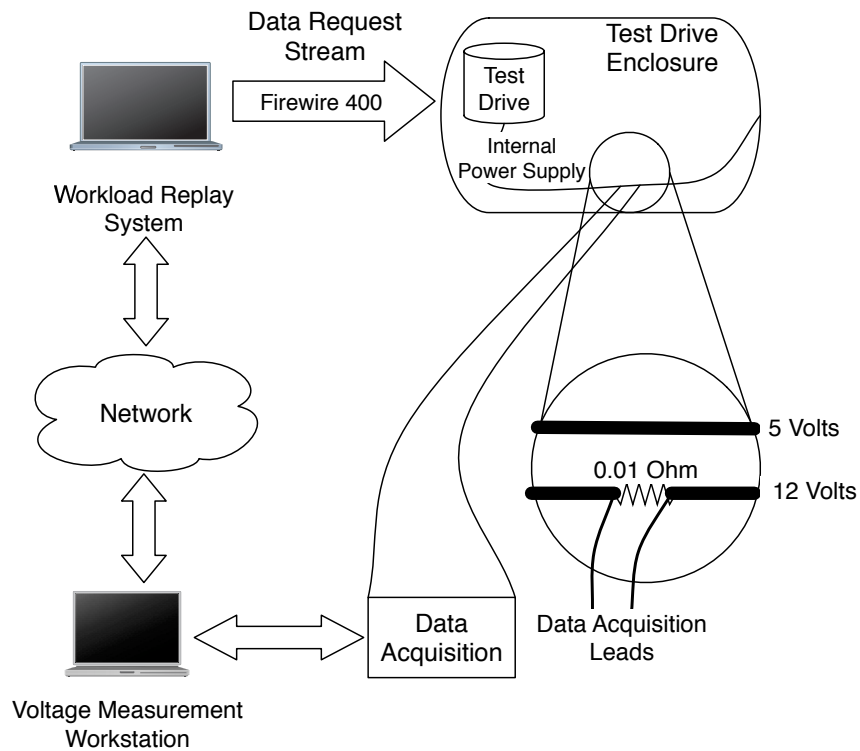 Data Request
Stream
Firewire 400
Test Drive
Enclosure
Test
Drive
Internal
Power Supply
Workload Replay
System
Network
5 Volts
0.01 Ohm
12 Volts
Data
Acquisition
Data Acquisition
Leads
Voltage Measurement
Workstation